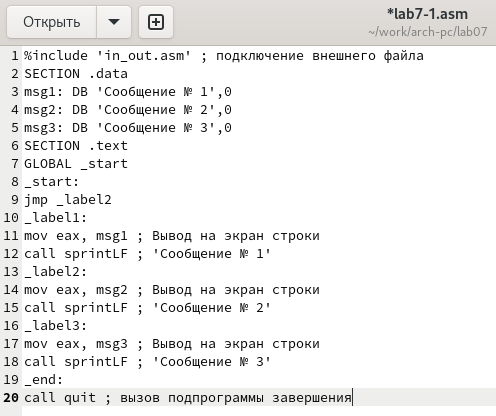 Открыть
*lab7-1.asm
~/work/arch-pc/lab07
1 %include 'in_out.asm' ; подключение внешнего файла
2 SECTION .data
3 msg1: DB 'Сообщение № 1',0
4 msg2: DB 'Сообщение № 2',0
5 msg3: DB 'Сообщение № 3',0
6 SECTION .text
7 GLOBAL _start
8 _start:
9 jmp _label2
10 _label1:
11 mov eax, msg1 ; Вывод на экран строки
12 call sprintLF ; 'Сообщение № 1'
13 _label2:
14 mov eax, msg2 ; Вывод на экран строки
15 call sprintLF ; 'Сообщение № 2'
16 _label3:
17 mov eax, msg3 ; Вывод на экран строки
18 call sprintLF ; 'Сообщение № 3'
19 _end:
20 call quit ; вызов подпрограммы завершения